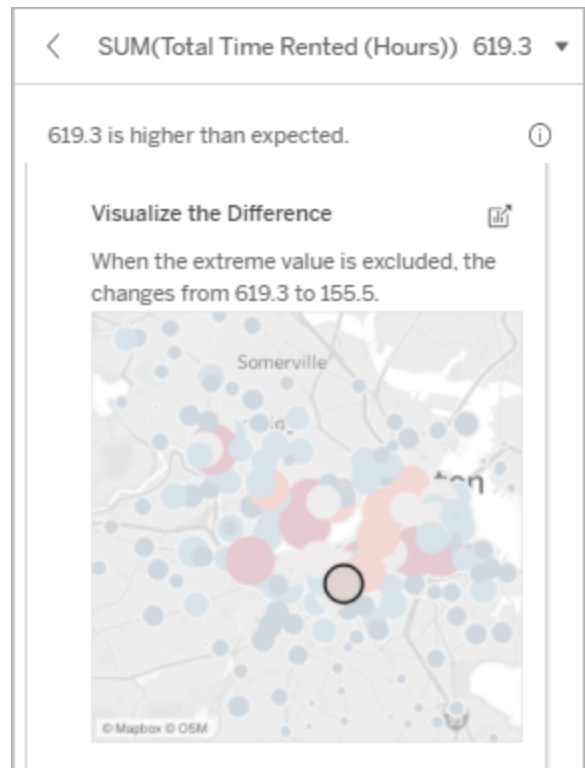 SUM(Total Time Rented (Hours)) 619.3
619.3 is higher than expected.
Visualize the Difference
When the extreme value is excluded, the
changes from 619.3 to 155.5.
Somerville
ton
© Mapbox © OSM